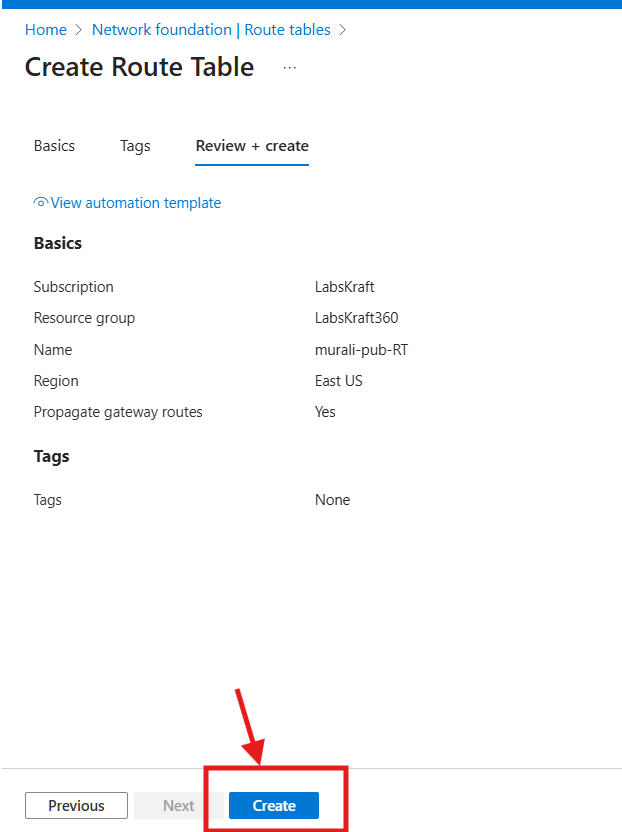 Home > Network foundation | Route tables >
Create Route Table ...
Basics Tags Review + create
View automation template
Basics
Subscription LabsKraft
Resource group LabsKraft360
Name murali-pub-RT
Region East US
Propagate gateway routes Yes
Tags
Tags None
Previous Next Create